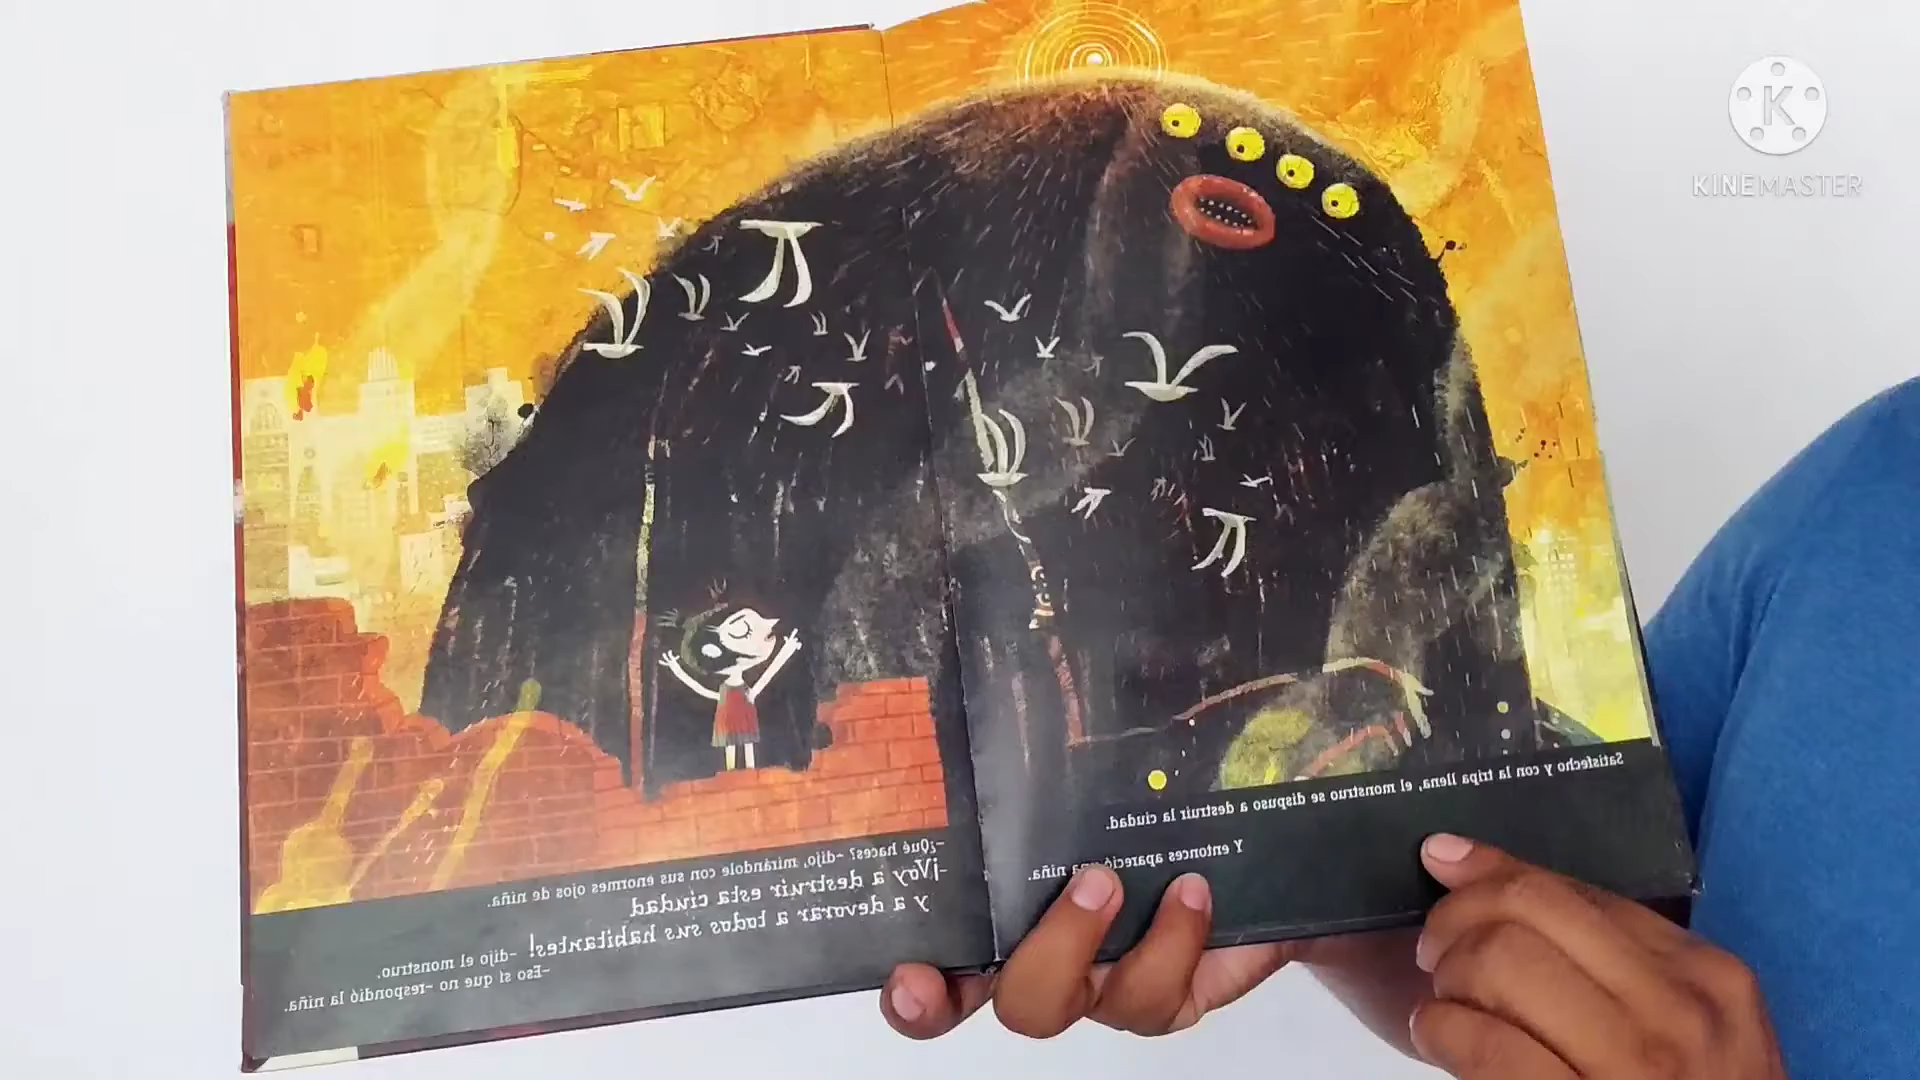 Satisfecho y con la tripa llena, el monstruo se dispuso a destruir la ciudad.
Y entonces apareció una niña.
–¿Qué haces? –dijo, mirándole con sus enormes ojos de niña.
–¡Voy a destruir esta ciudad
y a devorar a todos sus habitantes!
–dijo el monstruo.
–Eso sí que no –respondió la niña.
K
KINEMASTER